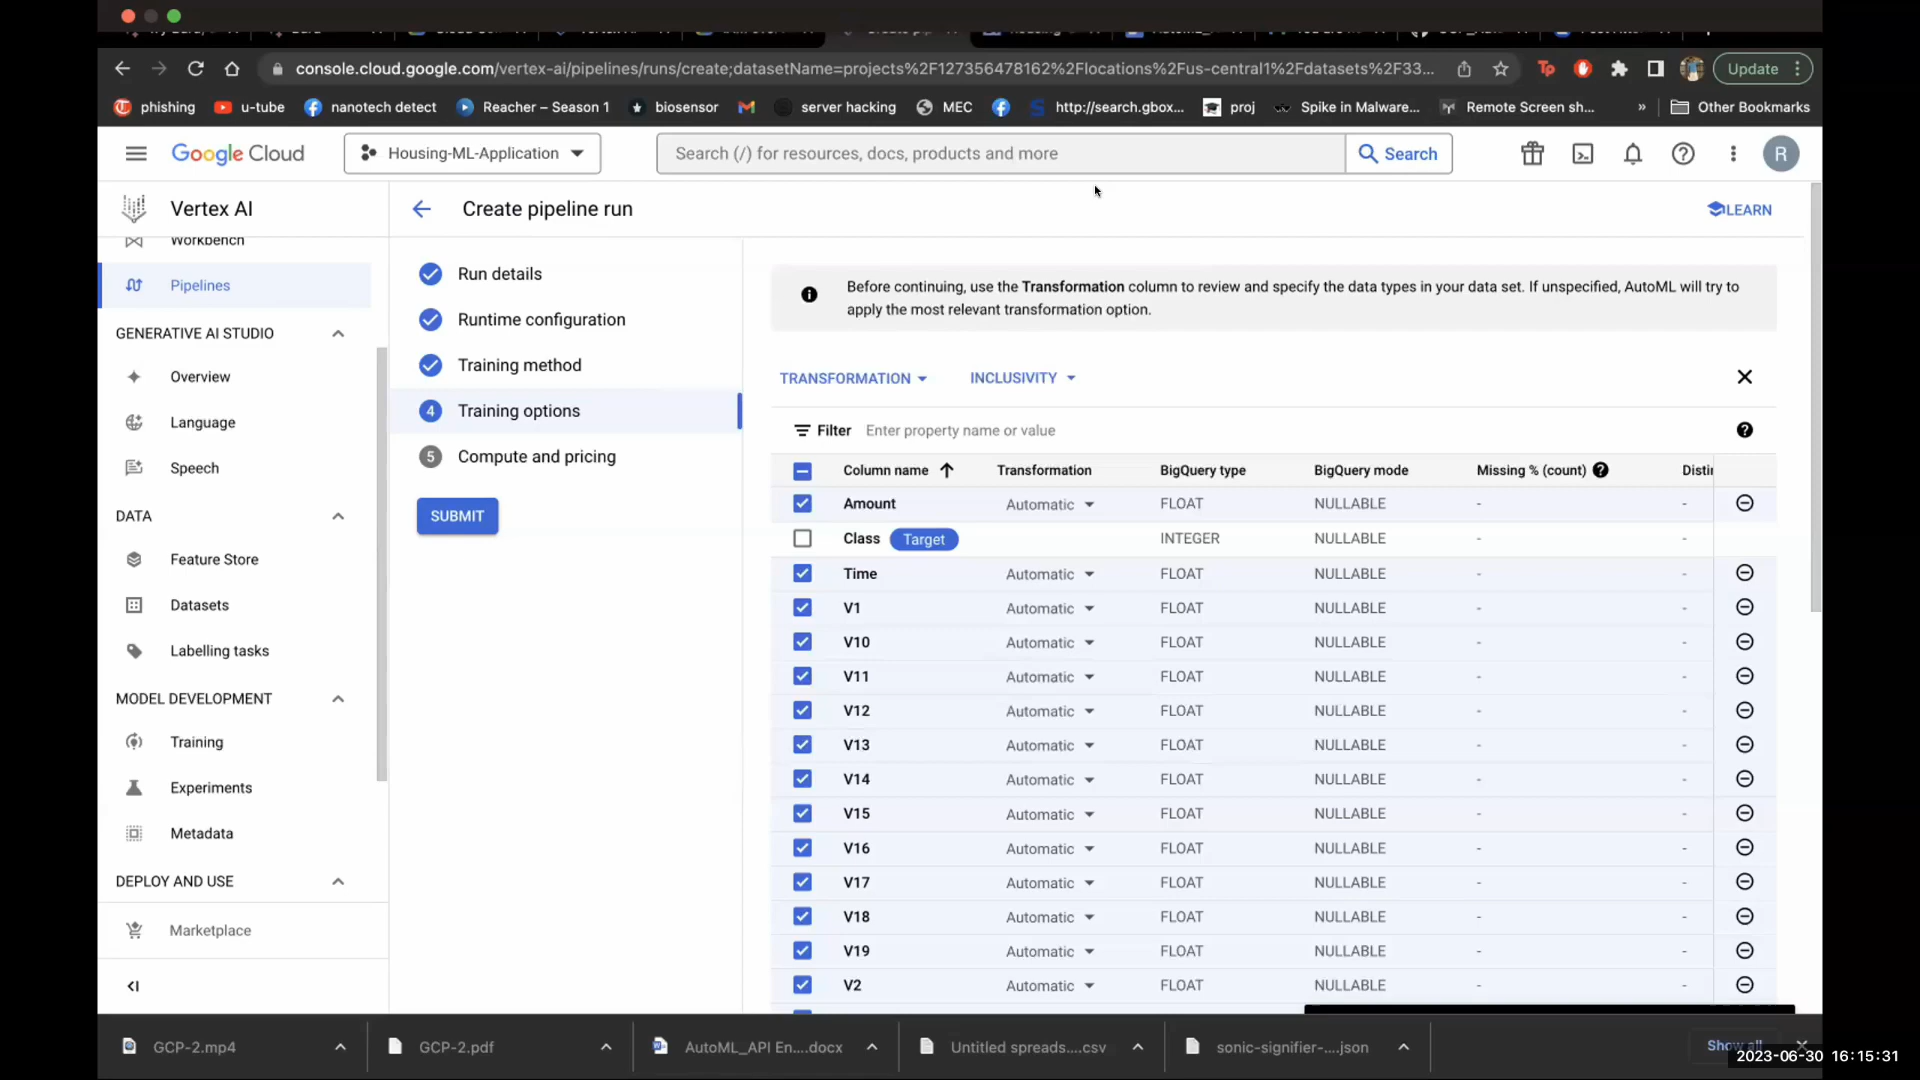 console.cloud.google.com/vertex-ai/pipelines/runs/create;datasetName=projects%2F127356478162%2Flocations%2Fus-central1%2Fdatasets%2F33...
Update
phishing
u-tube
nanotech detect
Reacher – Season 1
biosensor
server hacking
MEC
http://search.gbox...
proj
Spike in Malware...
Remote Screen sh...
»
Other Bookmarks
Google Cloud
Housing-ML-Application
Search (/) for resources, docs, products and more
Search
R
Vertex AI
Create pipeline run
LEARN
Workbench
Pipelines
GENERATIVE AI STUDIO
Overview
Language
Speech
DATA
Feature Store
Datasets
Labelling tasks
MODEL DEVELOPMENT
Training
Experiments
Metadata
DEPLOY AND USE
Marketplace
Run details
Runtime configuration
Training method
4 Training options
5 Compute and pricing
SUBMIT
Before continuing, use the Transformation column to review and specify the data types in your data set. If unspecified, AutoML will try to
apply the most relevant transformation option.
TRANSFORMATION
INCLUSIVITY
Filter Enter property name or value
Column name Transformation BigQuery type BigQuery mode Missing % (count)
Amount Automatic FLOAT NULLABLE - -
Class Target INTEGER NULLABLE - -
Time Automatic FLOAT NULLABLE - -
V1 Automatic FLOAT NULLABLE - -
V10 Automatic FLOAT NULLABLE - -
V11 Automatic FLOAT NULLABLE - -
V12 Automatic FLOAT NULLABLE - -
V13 Automatic FLOAT NULLABLE - -
V14 Automatic FLOAT NULLABLE - -
V15 Automatic FLOAT NULLABLE - -
V16 Automatic FLOAT NULLABLE - -
V17 Automatic FLOAT NULLABLE - -
V18 Automatic FLOAT NULLABLE - -
V19 Automatic FLOAT NULLABLE - -
V2 Automatic FLOAT NULLABLE - -
GCP-2.mp4
GCP-2.pdf
AutoML_API En....docx
Untitled spreads....csv
sonic-signifier-....json
Show all
2023-06-30 16:15:31